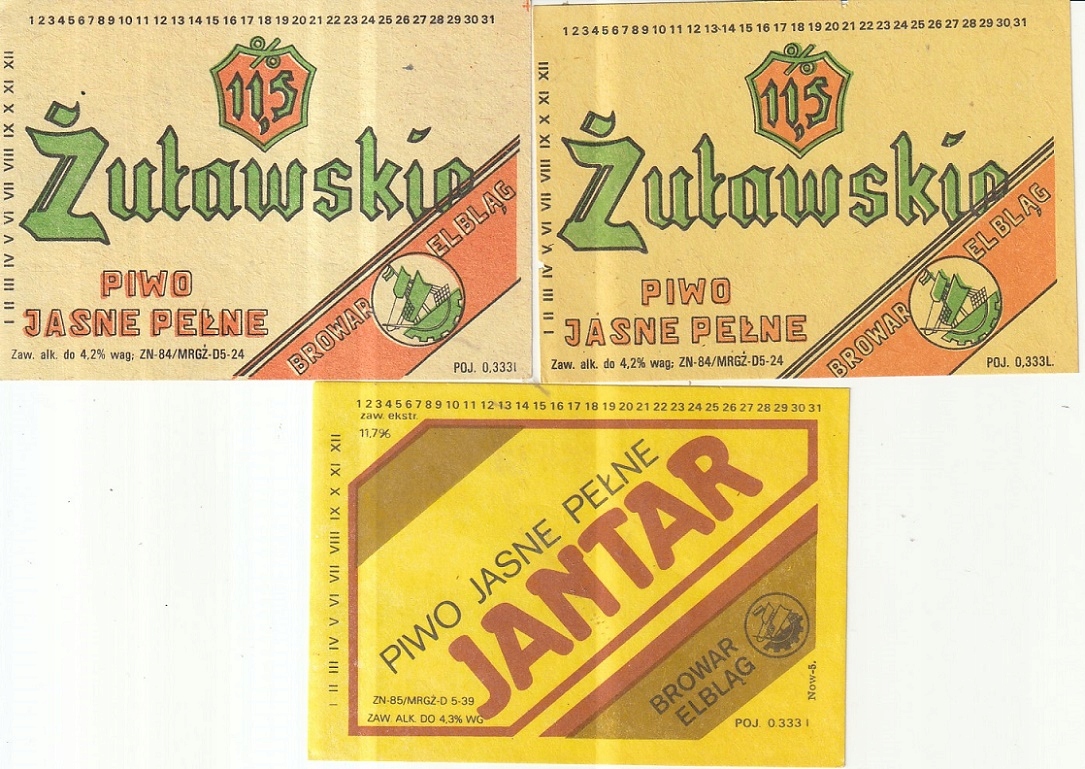 1 2 3 4 5 6 7 8 9 10 11 12 13 14 15 16 17 18 19 20 21 22 23 24 25 26 27 28 29 30 31
I II III IV V VI VII VIII IX X XI XII
%
11,5
Żuławskie
PIWO
JASNE PEŁNE
BROWAR ELBLĄG
Zaw. alk. do 4,2% wag; ZN-84/MRGŻ-D5-24
POJ. 0,333l
1 2 3 4 5 6 7 8 9 10 11 12 13 14 15 16 17 18 19 20 21 22 23 24 25 26 27 28 29 30 31
I II III IV V VI VII VIII IX X XI XII
%
11,5
Żuławskie
PIWO
JASNE PEŁNE
BROWAR ELBLĄG
Zaw. alk. do 4,2% wag; ZN-84/MRGŻ-D5-24
POJ. 0,333L.
1 2 3 4 5 6 7 8 9 10 11 12 13 14 15 16 17 18 19 20 21 22 23 24 25 26 27 28 29 30 31
zaw. ekstr.
11,7%
I II III IV V VI VII VIII IX X XI XII
PIWO JASNE PEŁNE
JANTAR
BROWAR
ELBLĄG
ZN-85/MRGŻ-D 5-39
ZAW. ALK. DO 4,3% WG
POJ. 0.333 l
Now-5.